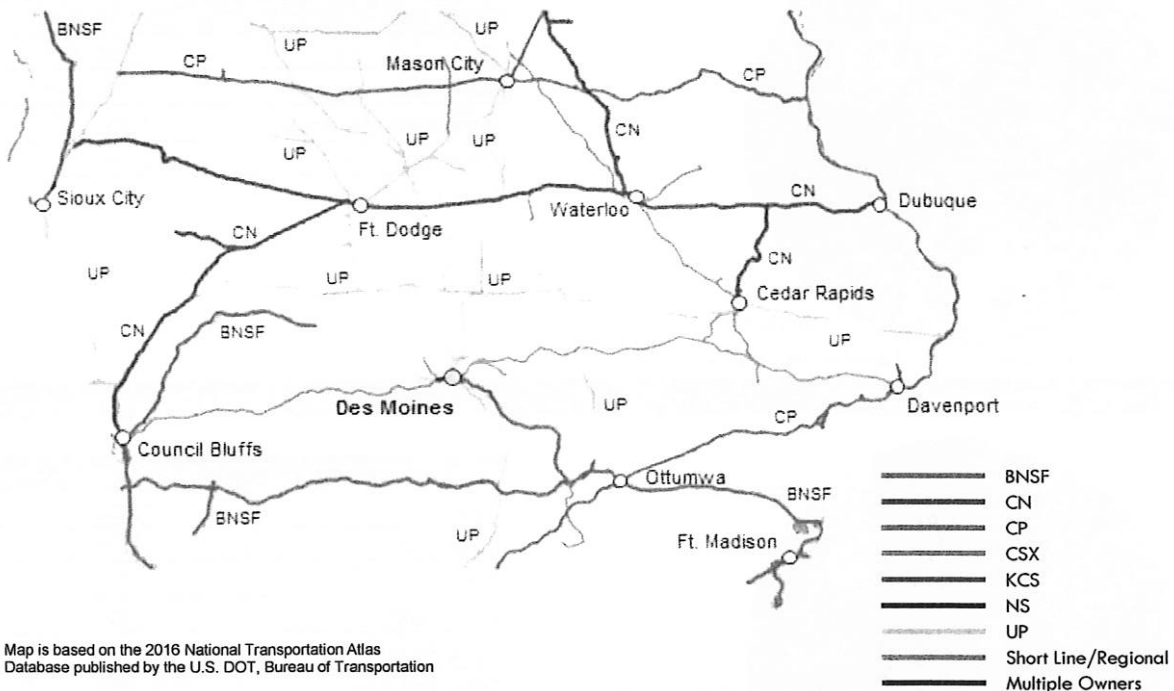 BNSF
UP
UP
CP
Mason City
CP
UP
UP
UP
CN
Sioux City
Ft. Dodge
Waterloo
CN
Dubuque
CN
UP
UP
UP
CN
Cedar Rapids
CN
BNSF
UP
Des Moines
UP
Davenport
CP
Council Bluffs
Ottumwa
BNSF
BNSF
UP
Ft. Madison
BNSF
CN
CP
CSX
KCS
NS
UP
Short Line/Regional
Multiple Owners
Map is based on the 2016 National Transportation Atlas
Database published by the U.S. DOT, Bureau of Transportation